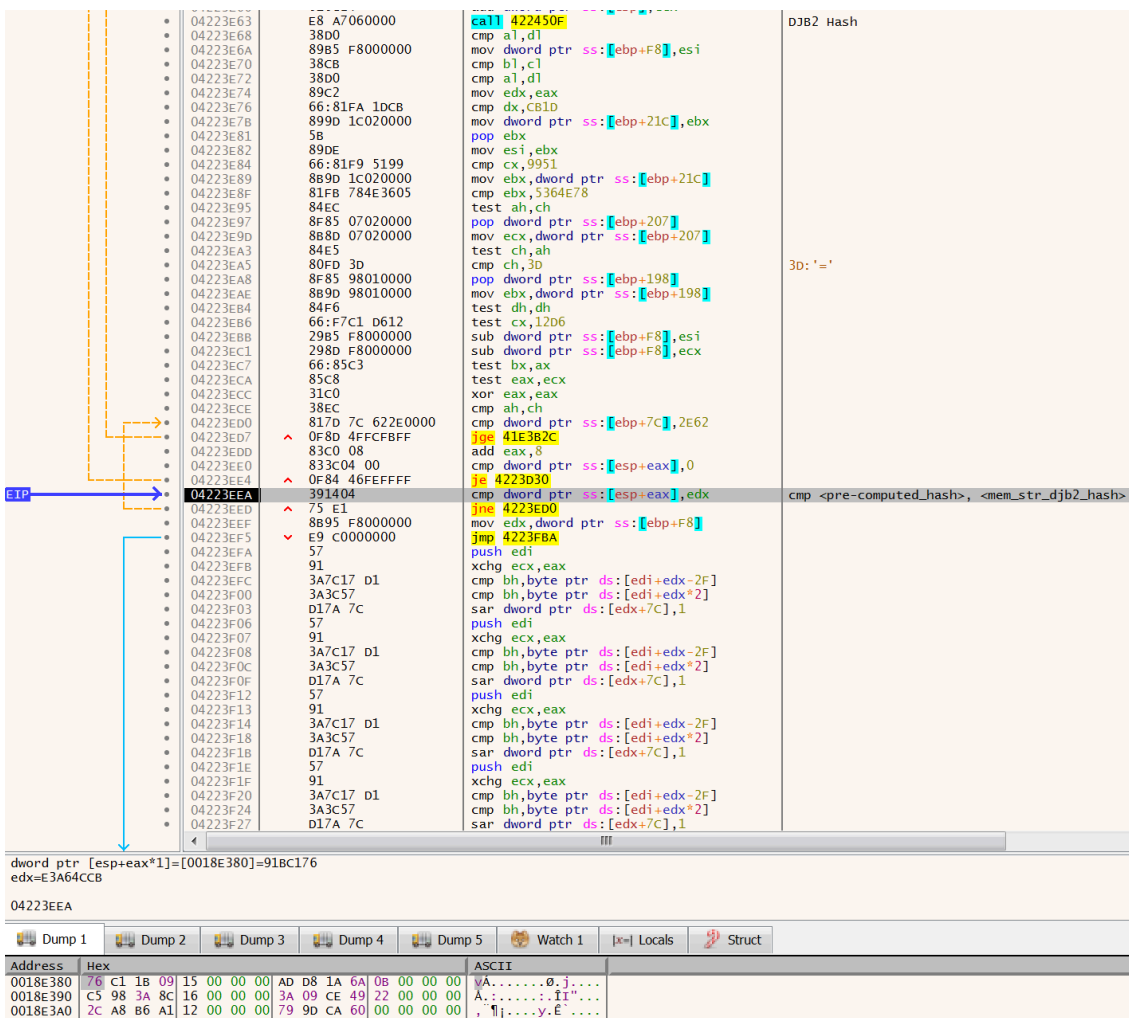 04223E63 E8 A7060000 call 422450F DJB2 Hash
04223E68 38D0 cmp al,dl
04223E6A 89B5 F8000000 mov dword ptr ss:[ebp+F8],esi
04223E70 38CB cmp bl,cl
04223E72 38D0 cmp al,dl
04223E74 89C2 mov edx,eax
04223E76 66:81FA 1DCB cmp dx,CB1D
04223E7B 899D 1C020000 mov dword ptr ss:[ebp+21C],ebx
04223E81 5B pop ebx
04223E82 89DE mov esi,ebx
04223E84 66:81F9 5199 cmp cx,9951
04223E89 8B9D 1C020000 mov ebx,dword ptr ss:[ebp+21C]
04223E8F 81FB 784E3605 cmp ebx,5364E78
04223E95 84EC test ah,ch
04223E97 8F85 07020000 pop dword ptr ss:[ebp+207]
04223E9D 8B8D 07020000 mov ecx,dword ptr ss:[ebp+207]
04223EA3 84E5 test ch,ah
04223EA5 80FD 3D cmp ch,3D 3D:'='
04223EA8 8F85 98010000 pop dword ptr ss:[ebp+198]
04223EAE 8B9D 98010000 mov ebx,dword ptr ss:[ebp+198]
04223EB4 84F6 test dh,dh
04223EB6 66:F7C1 D612 test cx,12D6
04223EBB 29B5 F8000000 sub dword ptr ss:[ebp+F8],esi
04223EC1 298D F8000000 sub dword ptr ss:[ebp+F8],ecx
04223EC7 66:85C3 test bx,ax
04223ECA 85C8 test eax,ecx
04223ECC 31C0 xor eax,eax
04223ECE 38EC cmp ah,ch
04223ED0 817D 7C 622E0000 cmp dword ptr ss:[ebp+7C],2E62
04223ED7 0F8D 4FFCFBFF jge 41E3B2C
04223EDD 83C0 08 add eax,8
04223EE0 833C04 00 cmp dword ptr ss:[esp+eax],0
04223EE4 0F84 46FEFFFF je 4223D30
EIP 04223EEA 391404 cmp dword ptr ss:[esp+eax],edx cmp <pre-computed_hash>, <mem_str_djb2_hash>
04223EED 75 E1 jne 4223ED0
04223EEF 8B95 F8000000 mov edx,dword ptr ss:[ebp+F8]
04223EF5 E9 C0000000 jmp 4223FBA
04223EFA 57 push edi
04223EFB 91 xchg ecx,eax
04223EFC 3A7C17 D1 cmp bh,byte ptr ds:[edi+edx-2F]
04223F00 3A3C57 cmp bh,byte ptr ds:[edi+edx*2]
04223F03 D17A 7C sar dword ptr ds:[edx+7C],1
04223F06 57 push edi
04223F07 91 xchg ecx,eax
04223F08 3A7C17 D1 cmp bh,byte ptr ds:[edi+edx-2F]
04223F0C 3A3C57 cmp bh,byte ptr ds:[edi+edx*2]
04223F0F D17A 7C sar dword ptr ds:[edx+7C],1
04223F12 57 push edi
04223F13 91 xchg ecx,eax
04223F14 3A7C17 D1 cmp bh,byte ptr ds:[edi+edx-2F]
04223F18 3A3C57 cmp bh,byte ptr ds:[edi+edx*2]
04223F1B D17A 7C sar dword ptr ds:[edx+7C],1
04223F1E 57 push edi
04223F1F 91 xchg ecx,eax
04223F20 3A7C17 D1 cmp bh,byte ptr ds:[edi+edx-2F]
04223F24 3A3C57 cmp bh,byte ptr ds:[edi+edx*2]
04223F27 D17A 7C sar dword ptr ds:[edx+7C],1
dword ptr [esp+eax*1]=[0018E380]=91BC176
edx=E3A64CCB
04223EEA
Dump 1 Dump 2 Dump 3 Dump 4 Dump 5 Watch 1 |x=| Locals Struct
Address Hex ASCII
0018E380 76 C1 1B 09 15 00 00 00 AD D8 1A 6A 0B 00 00 00 vÁ.......Ø.j....
0018E390 C5 98 3A 8C 16 00 00 00 3A 09 CE 49 22 00 00 00 Å.:.....:.ÎI"...
0018E3A0 2C A8 B6 A1 12 00 00 00 79 9D CA 60 00 00 00 00 ,¨¶¡....y.Ê`....